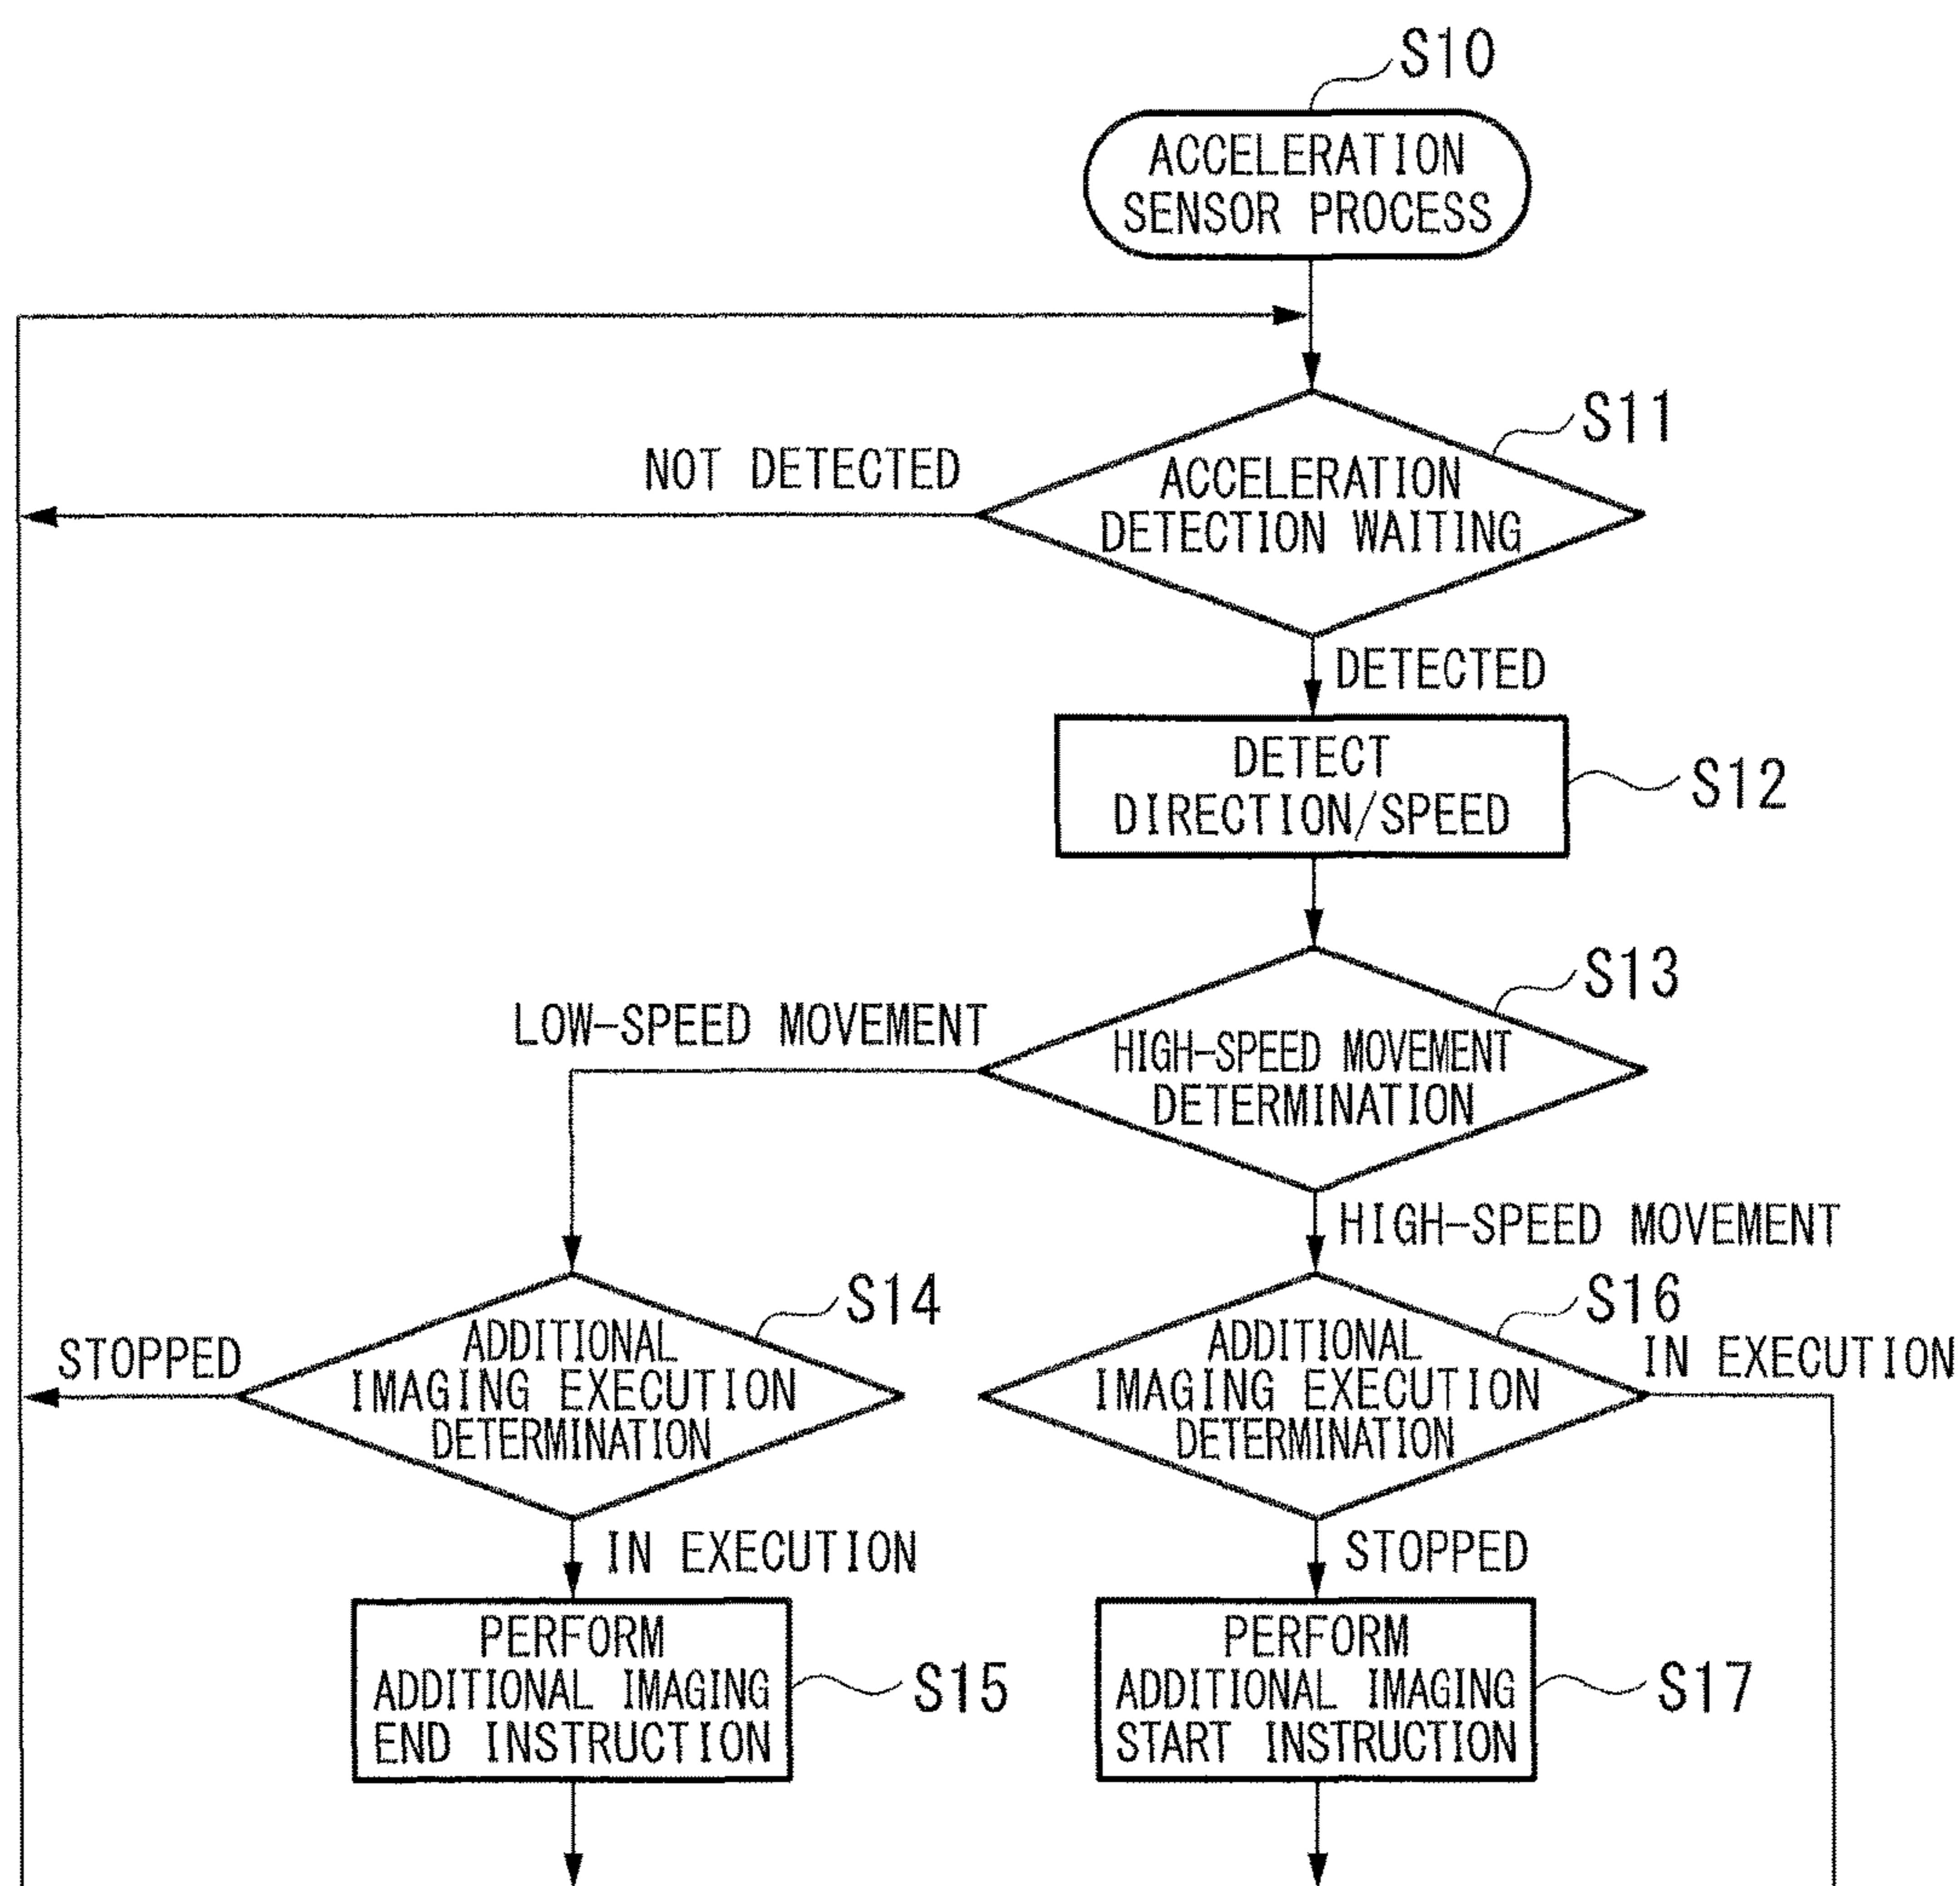 S10
ACCELERATION
SENSOR PROCESS
S11
NOT DETECTED
ACCELERATION
DETECTION WAITING
DETECTED
DETECT
DIRECTION/SPEED
S12
S13
LOW-SPEED MOVEMENT
HIGH-SPEED MOVEMENT
DETERMINATION
HIGH-SPEED MOVEMENT
S14
STOPPED
ADDITIONAL
IMAGING EXECUTION
DETERMINATION
S16
IN EXECUTION
ADDITIONAL
IMAGING EXECUTION
DETERMINATION
IN EXECUTION
STOPPED
PERFORM
ADDITIONAL IMAGING
END INSTRUCTION
S15
PERFORM
ADDITIONAL IMAGING
START INSTRUCTION
S17